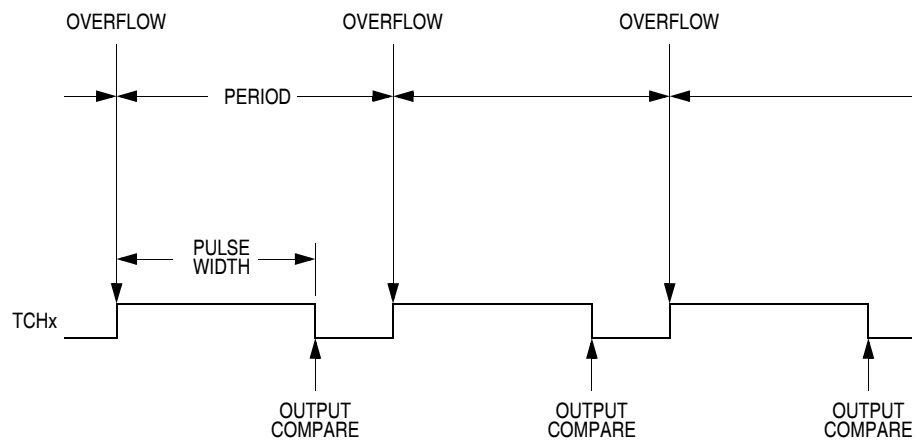 OVERFLOW OVERFLOW OVERFLOW
PERIOD
PULSE
WIDTH
TCHx
OUTPUT
COMPARE
OUTPUT
COMPARE
OUTPUT
COMPARE